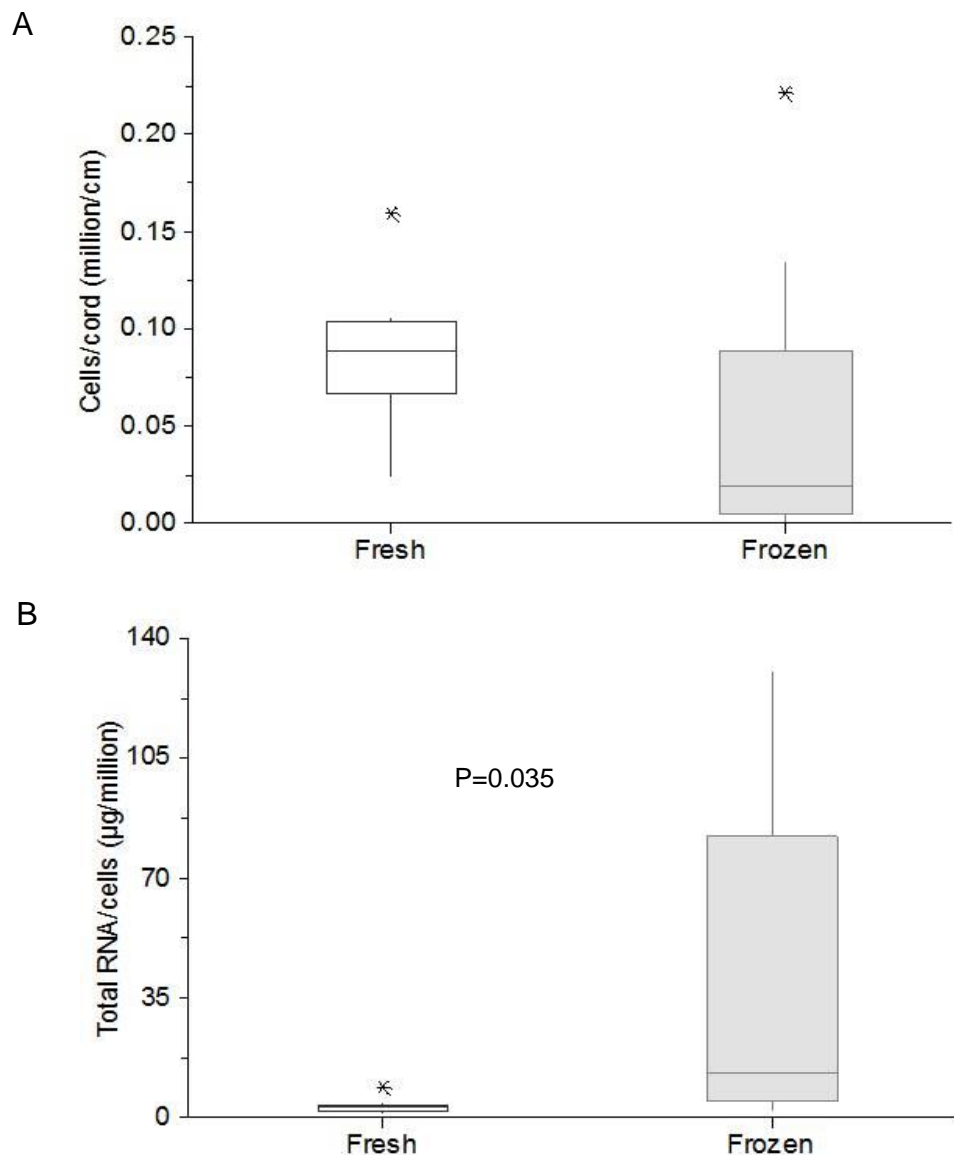 A
0.25
0.20
0.15
0.10
0.05
0.00
Cells/cord (million/cm)
Fresh Frozen
B
140
105
70
35
0
Total RNA/cells (µg/million)
P=0.035
Fresh Frozen